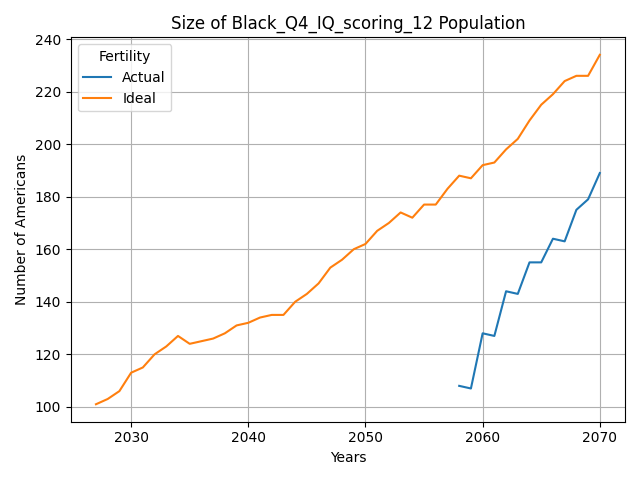 Size of Black_Q4_IQ_scoring_12 Population
Number of Americans
240
220
200
180
160
140
120
100
Fertility
Actual
Ideal
2030
2040
2050
2060
2070
Years